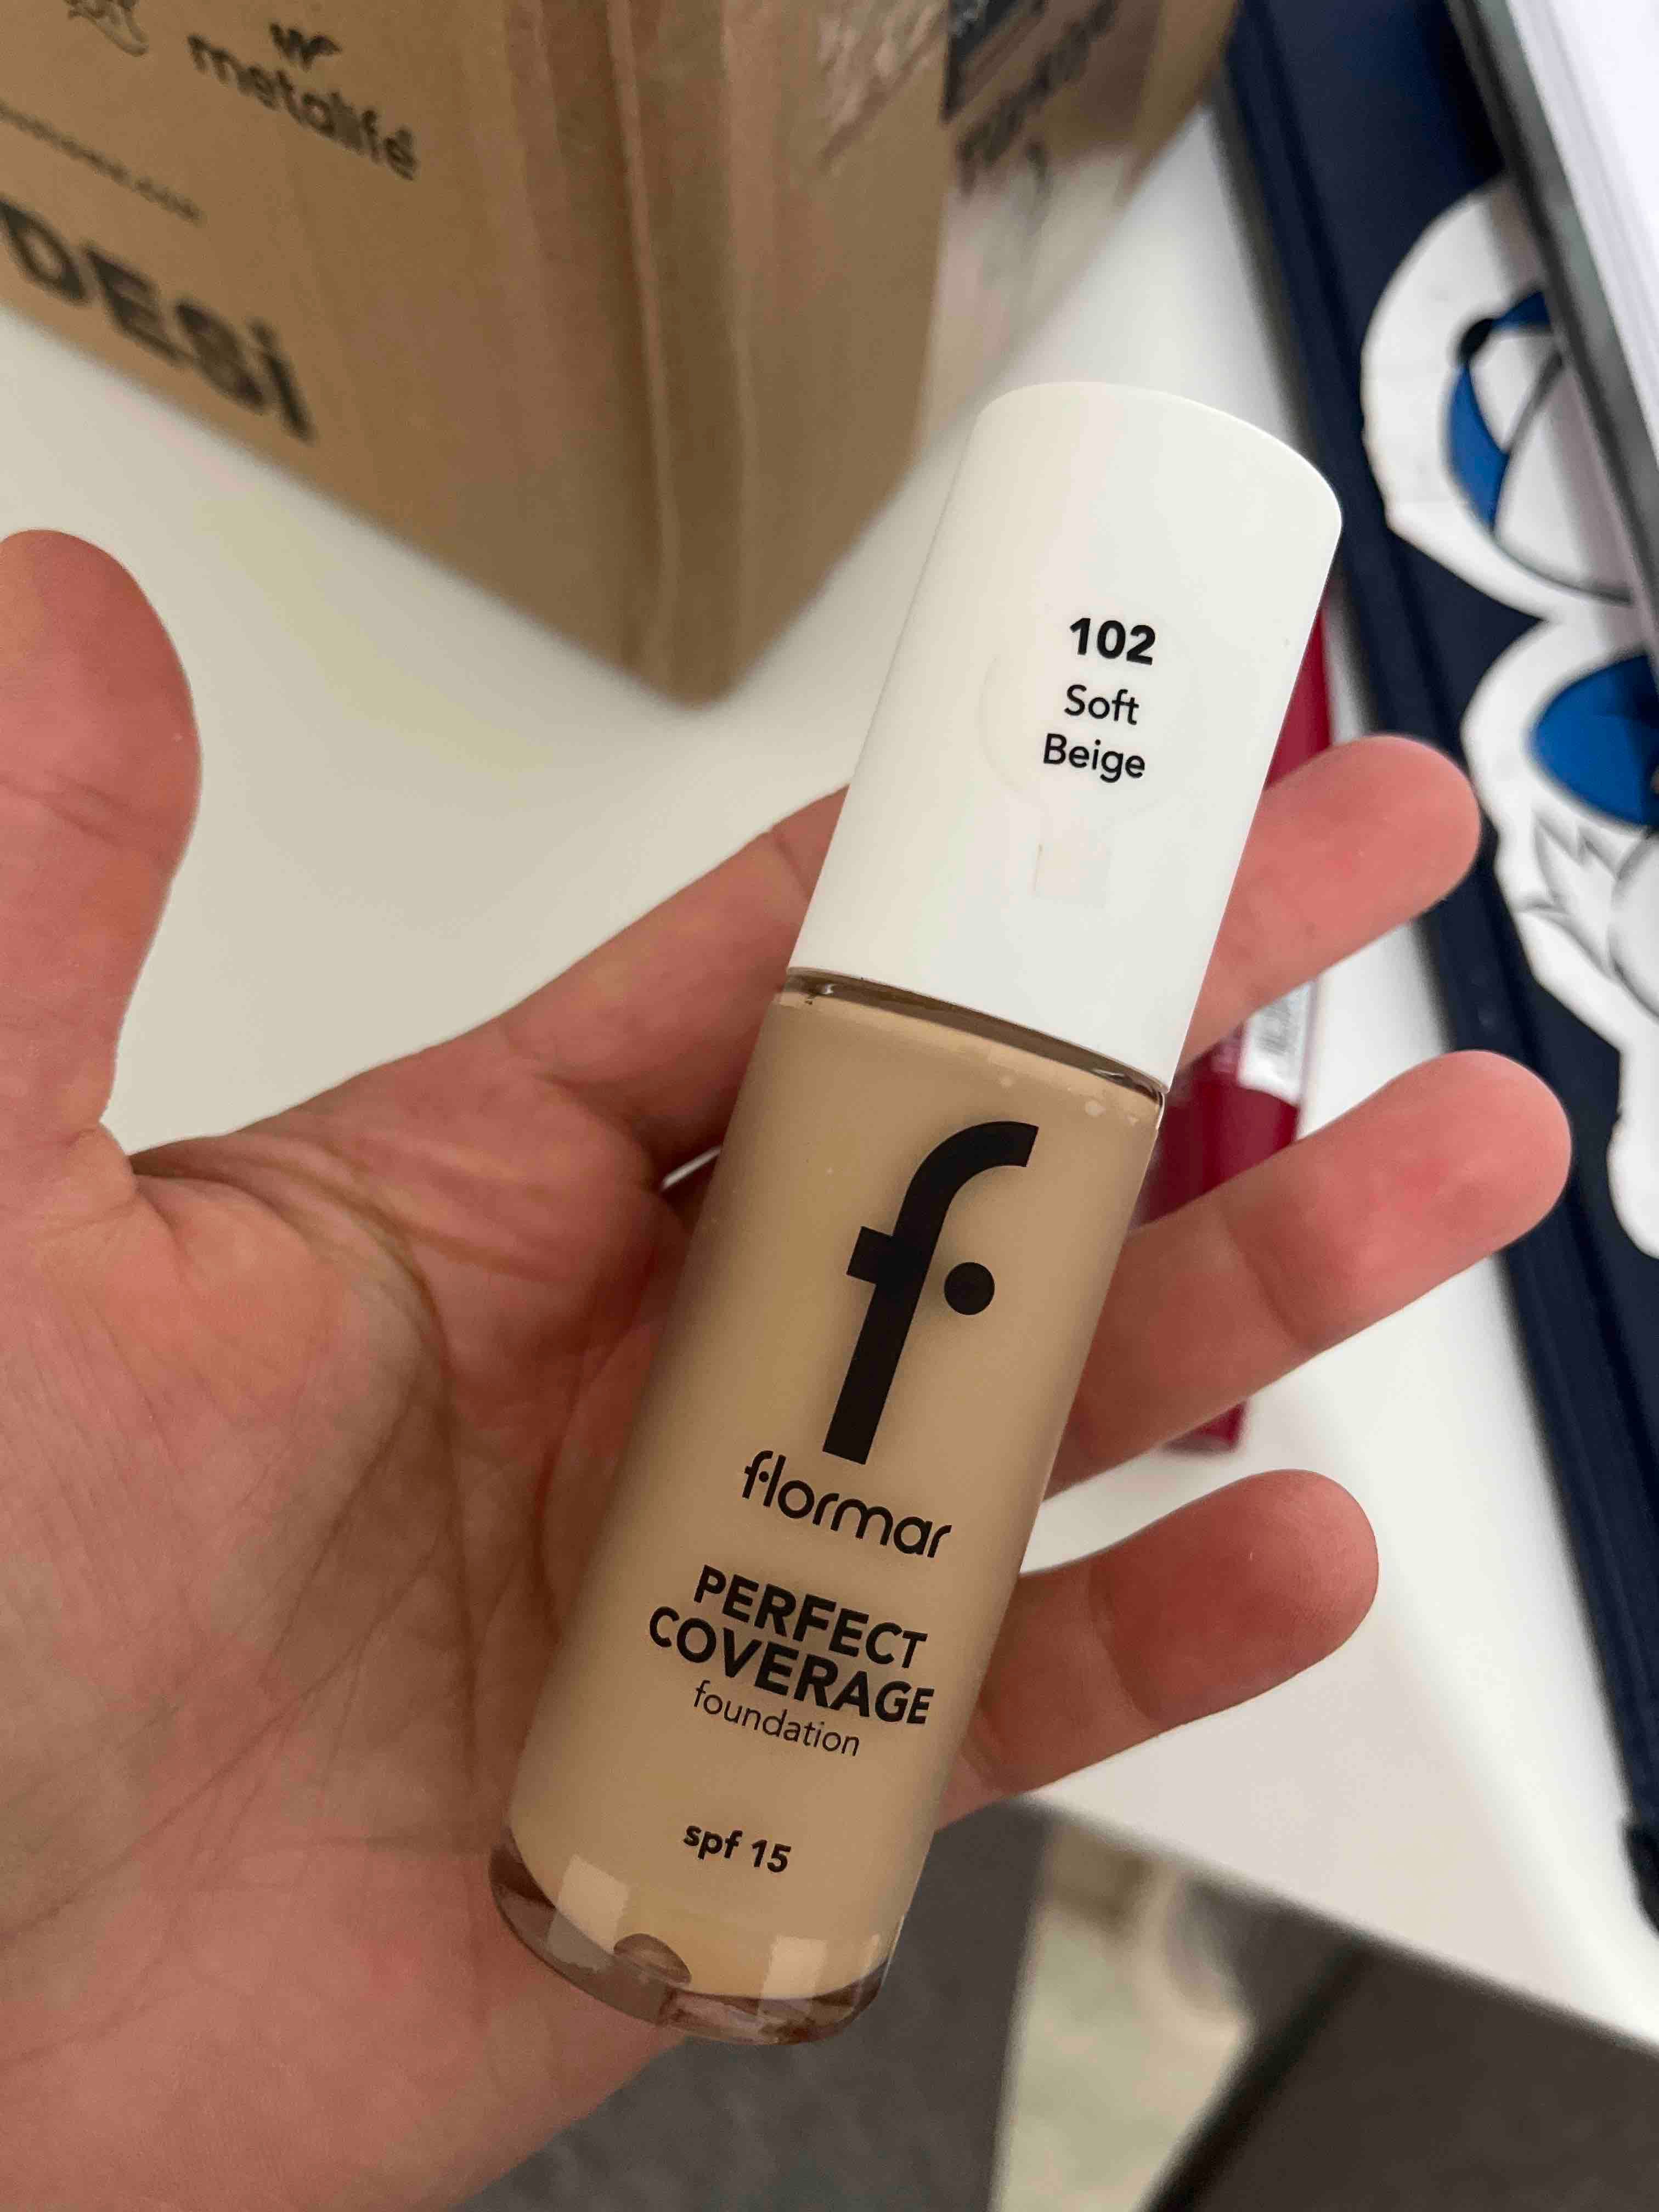 metalife
DESİ
102
Soft
Beige
f
flormar
PERFECT
COVERAGE
foundation
spf 15